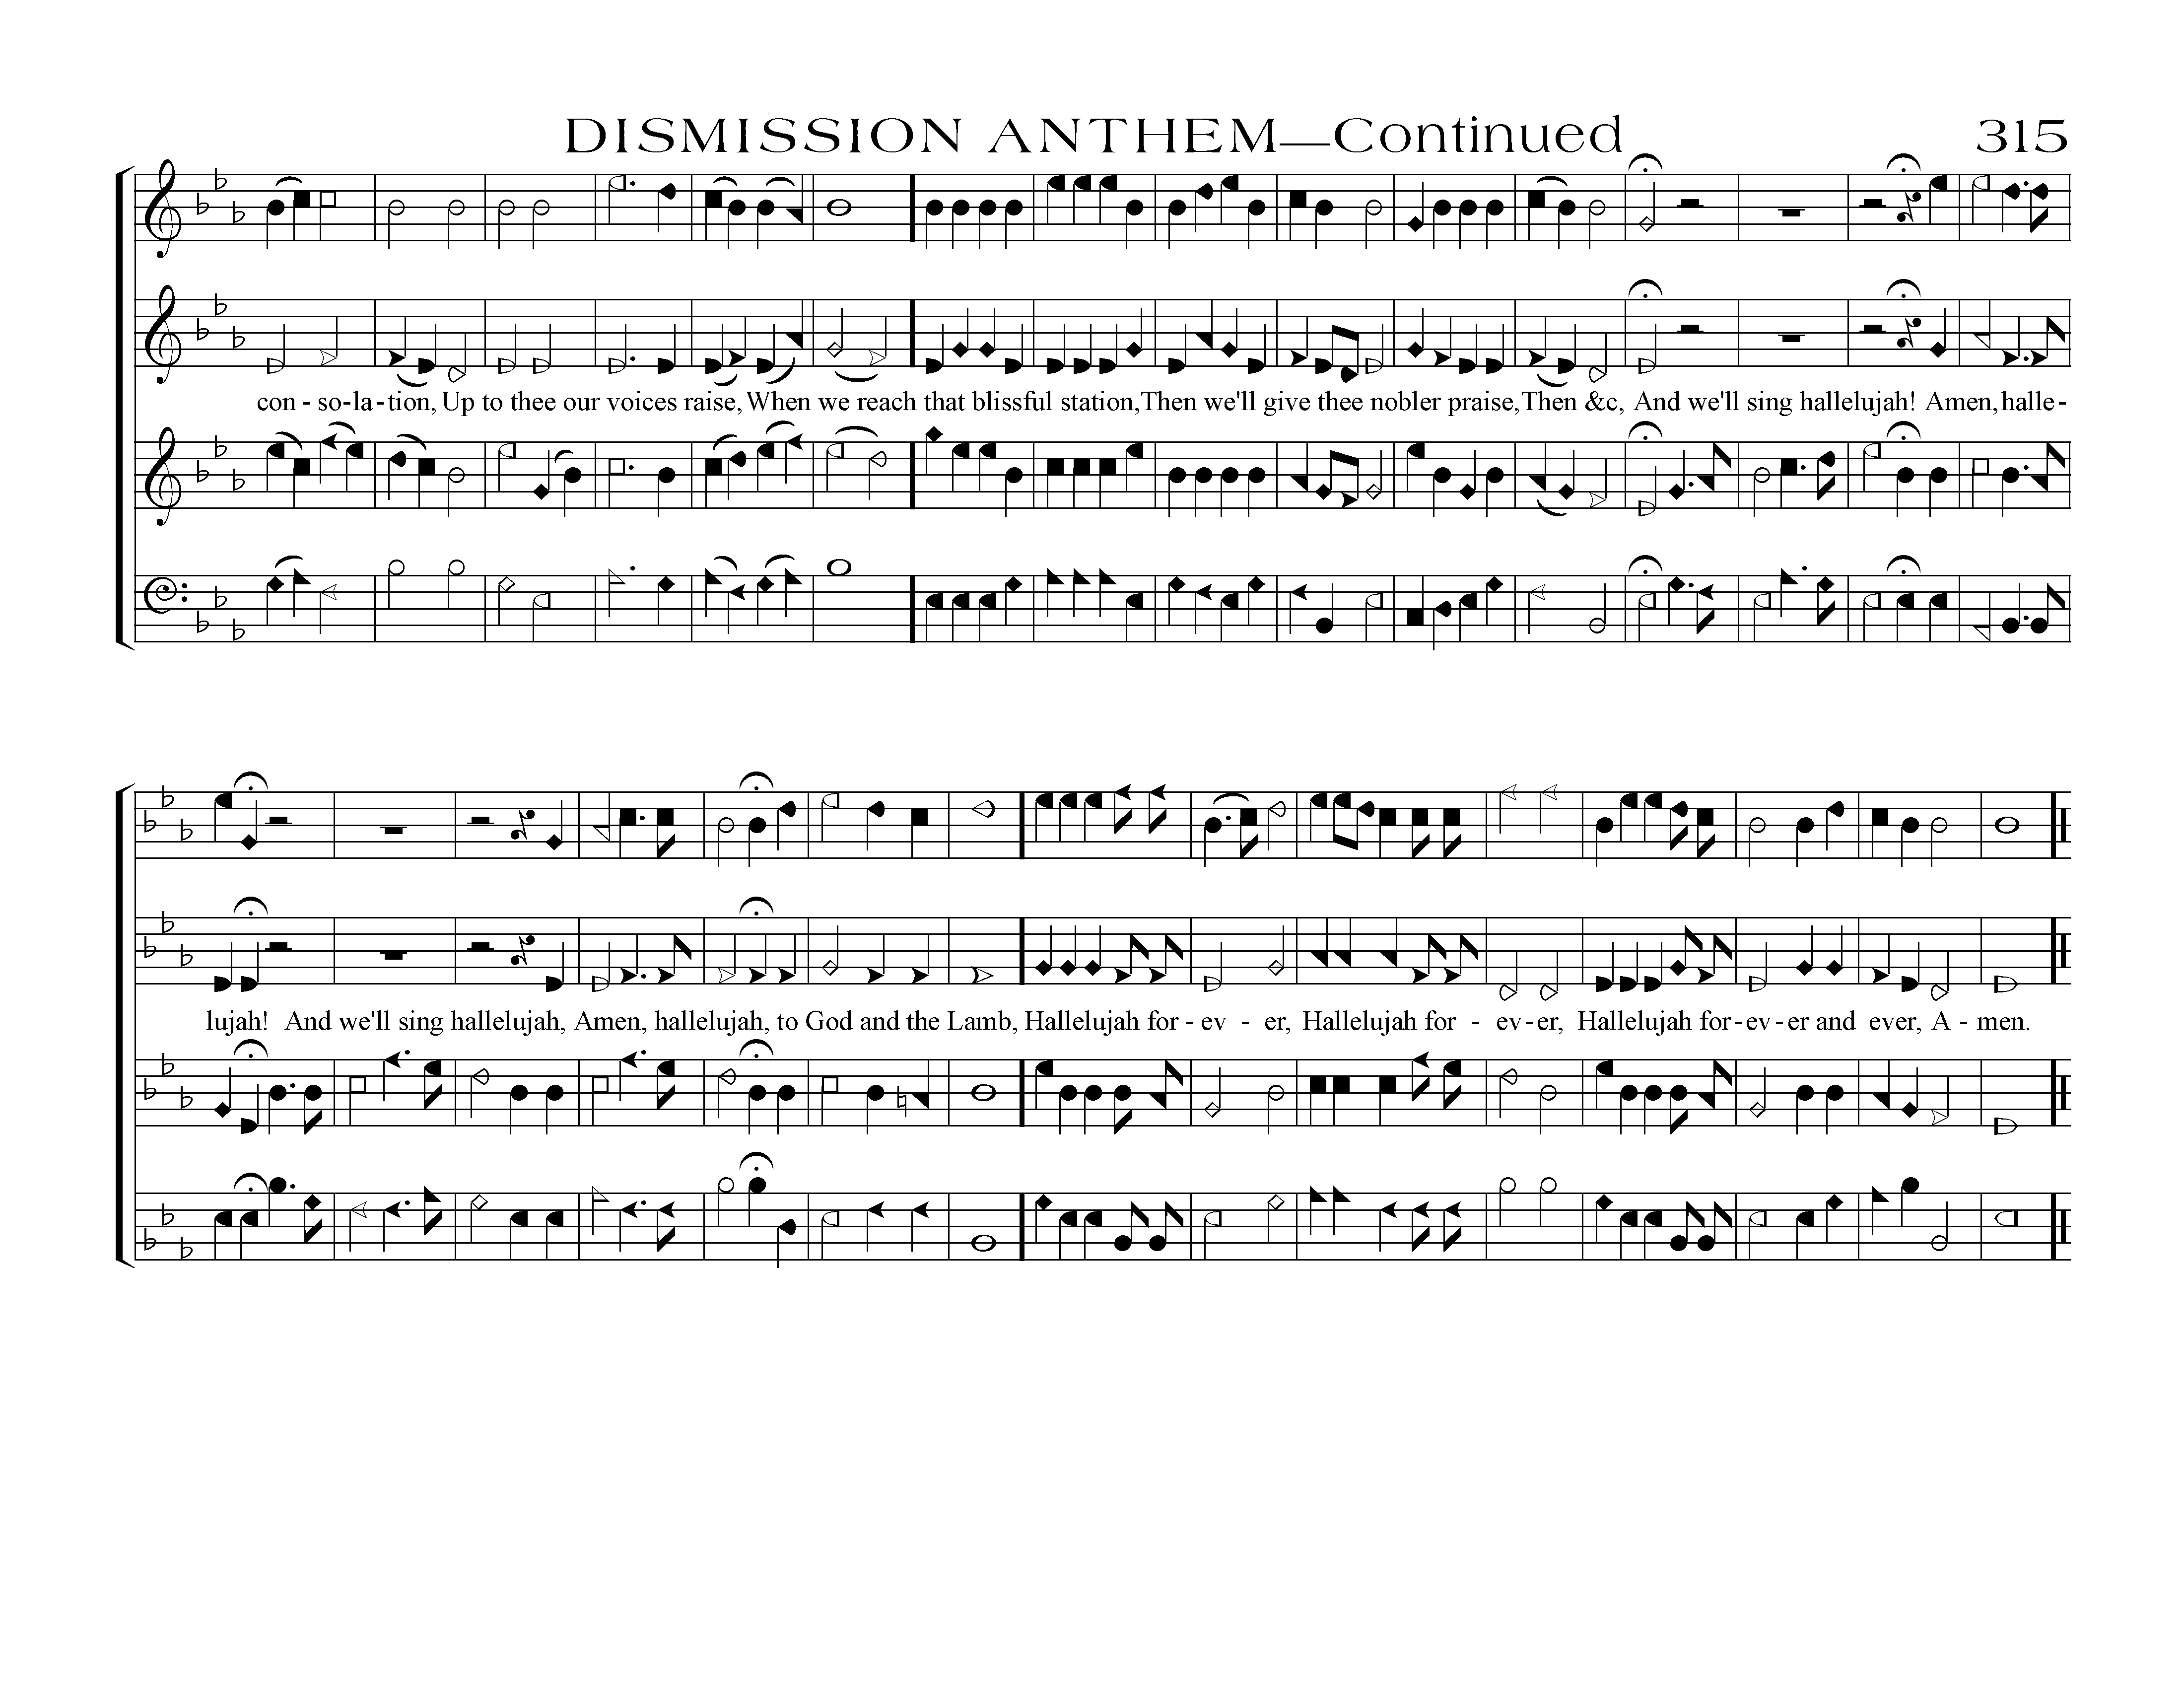 DISMISSION ANTHEM—Continued 315
con - so-la-tion, Up to thee our voices raise, When we reach that blissful station, Then we'll give thee nobler praise, Then &c, And we'll sing hallelujah! Amen, halle-
lujah! And we'll sing hallelujah, Amen, hallelujah, to God and the Lamb, Hallelujah for - ev - er, Hallelujah for - ev-er, Hallelujah for-ev-er and ever, A - men.